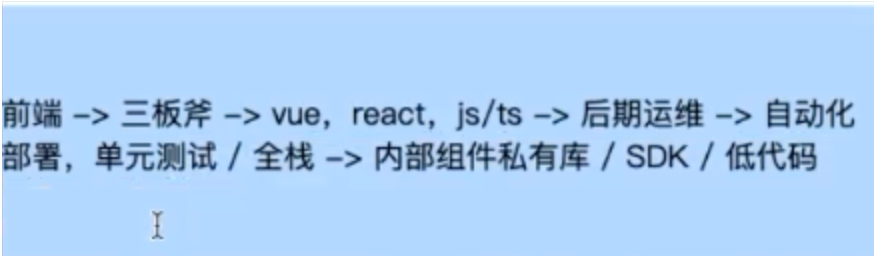 前端 –> 三板斧 –> vue，react，js/ts –> 后期运维 –> 自动化
部署，单元测试 / 全栈 –> 内部组件私有库 / SDK / 低代码